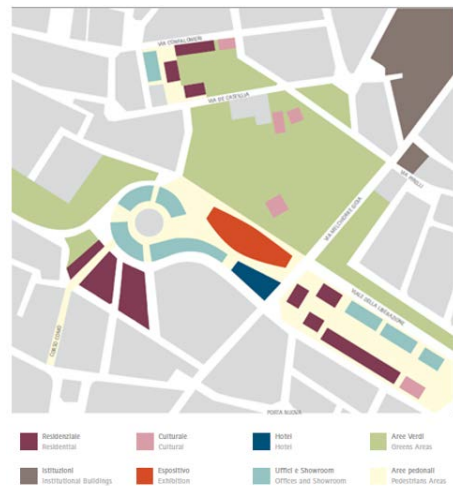 VIA CONFALONIERI
VIA DE CASTILLIA
VIA MELCHIORRE GIOIA
VIALE DELLA LIBERAZIONE
CORSO COMO
PORTA NUOVA
Residenziale
Residential
Culturale
Cultural
Hotel
Hotel
Aree Verdi
Greens Areas
Istituzioni
Institutional Buildings
Espositivo
Exhibition
Uffici e Showroom
Offices and Showroom
Aree pedonali
Pedestrians Areas